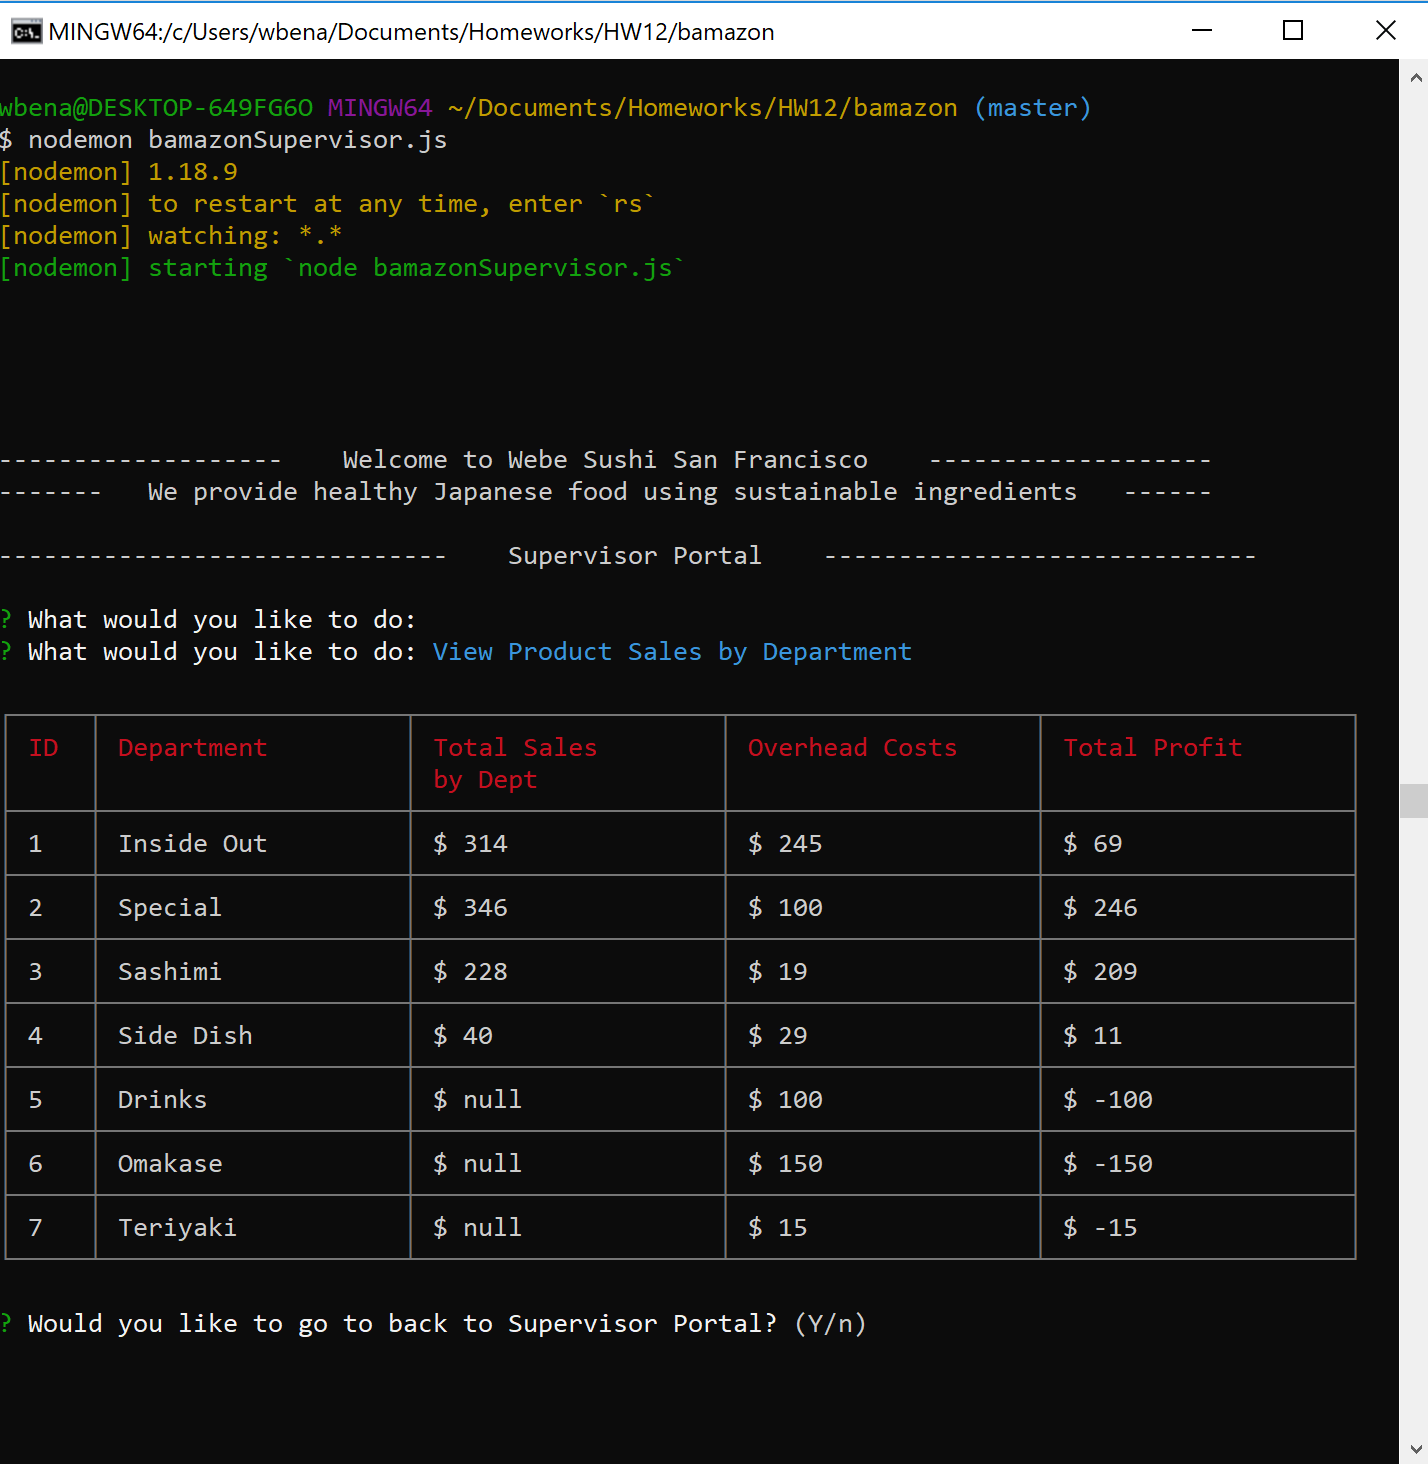 MINGW64:/c/Users/wbena/Documents/Homeworks/HW12/bamazon
wbena@DESKTOP-649FG6O MINGW64 ~/Documents/Homeworks/HW12/bamazon (master)
$ nodemon bamazonSupervisor.js
[nodemon] 1.18.9
[nodemon] to restart at any time, enter `rs`
[nodemon] watching: *.*
[nodemon] starting `node bamazonSupervisor.js`
-------------------    Welcome to Webe Sushi San Francisco    -------------------
-------   We provide healthy Japanese food using sustainable ingredients   ------
------------------------------    Supervisor Portal    -----------------------------
? What would you like to do:
? What would you like to do: View Product Sales by Department
ID Department Total Sales Overhead Costs Total Profit
by Dept
1 Inside Out $ 314 $ 245 $ 69
2 Special $ 346 $ 100 $ 246
3 Sashimi $ 228 $ 19 $ 209
4 Side Dish $ 40 $ 29 $ 11
5 Drinks $ null $ 100 $ -100
6 Omakase $ null $ 150 $ -150
7 Teriyaki $ null $ 15 $ -15
? Would you like to go to back to Supervisor Portal? (Y/n)